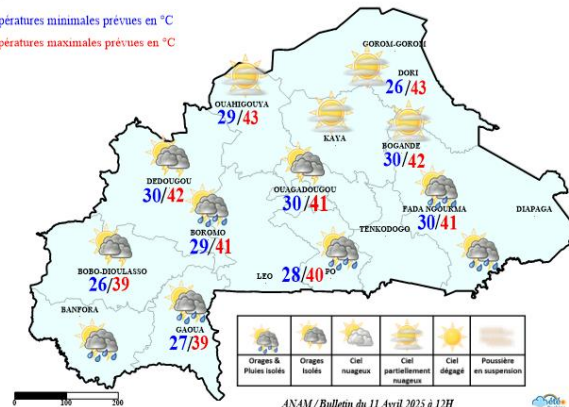 pératures minimales prévues en °C
pératures maximales prévues en °C
GOROM-GOROM
DORI
26/43
OUAHIGOUYA
29/43
KAYA
BOGANDE
30/42
DEDOUGOU
30/42
OUAGADOUGOU
30/41
FADA NGOURMA
30/41
DIAPAGA
BOROMO
29/41
TENKODOGO
BOBO-DIOULASSO
26/39
LEO
28/40
PO
BANFORA
GAOUA
27/39
Orages & Pluies isolés
Orages Isolés
Ciel nuageux
Ciel partiellement nuageux
Ciel dégagé
Poussière en suspension
0 100 200
ANAM / Bulletin du 11 Avril 2025 à 12H